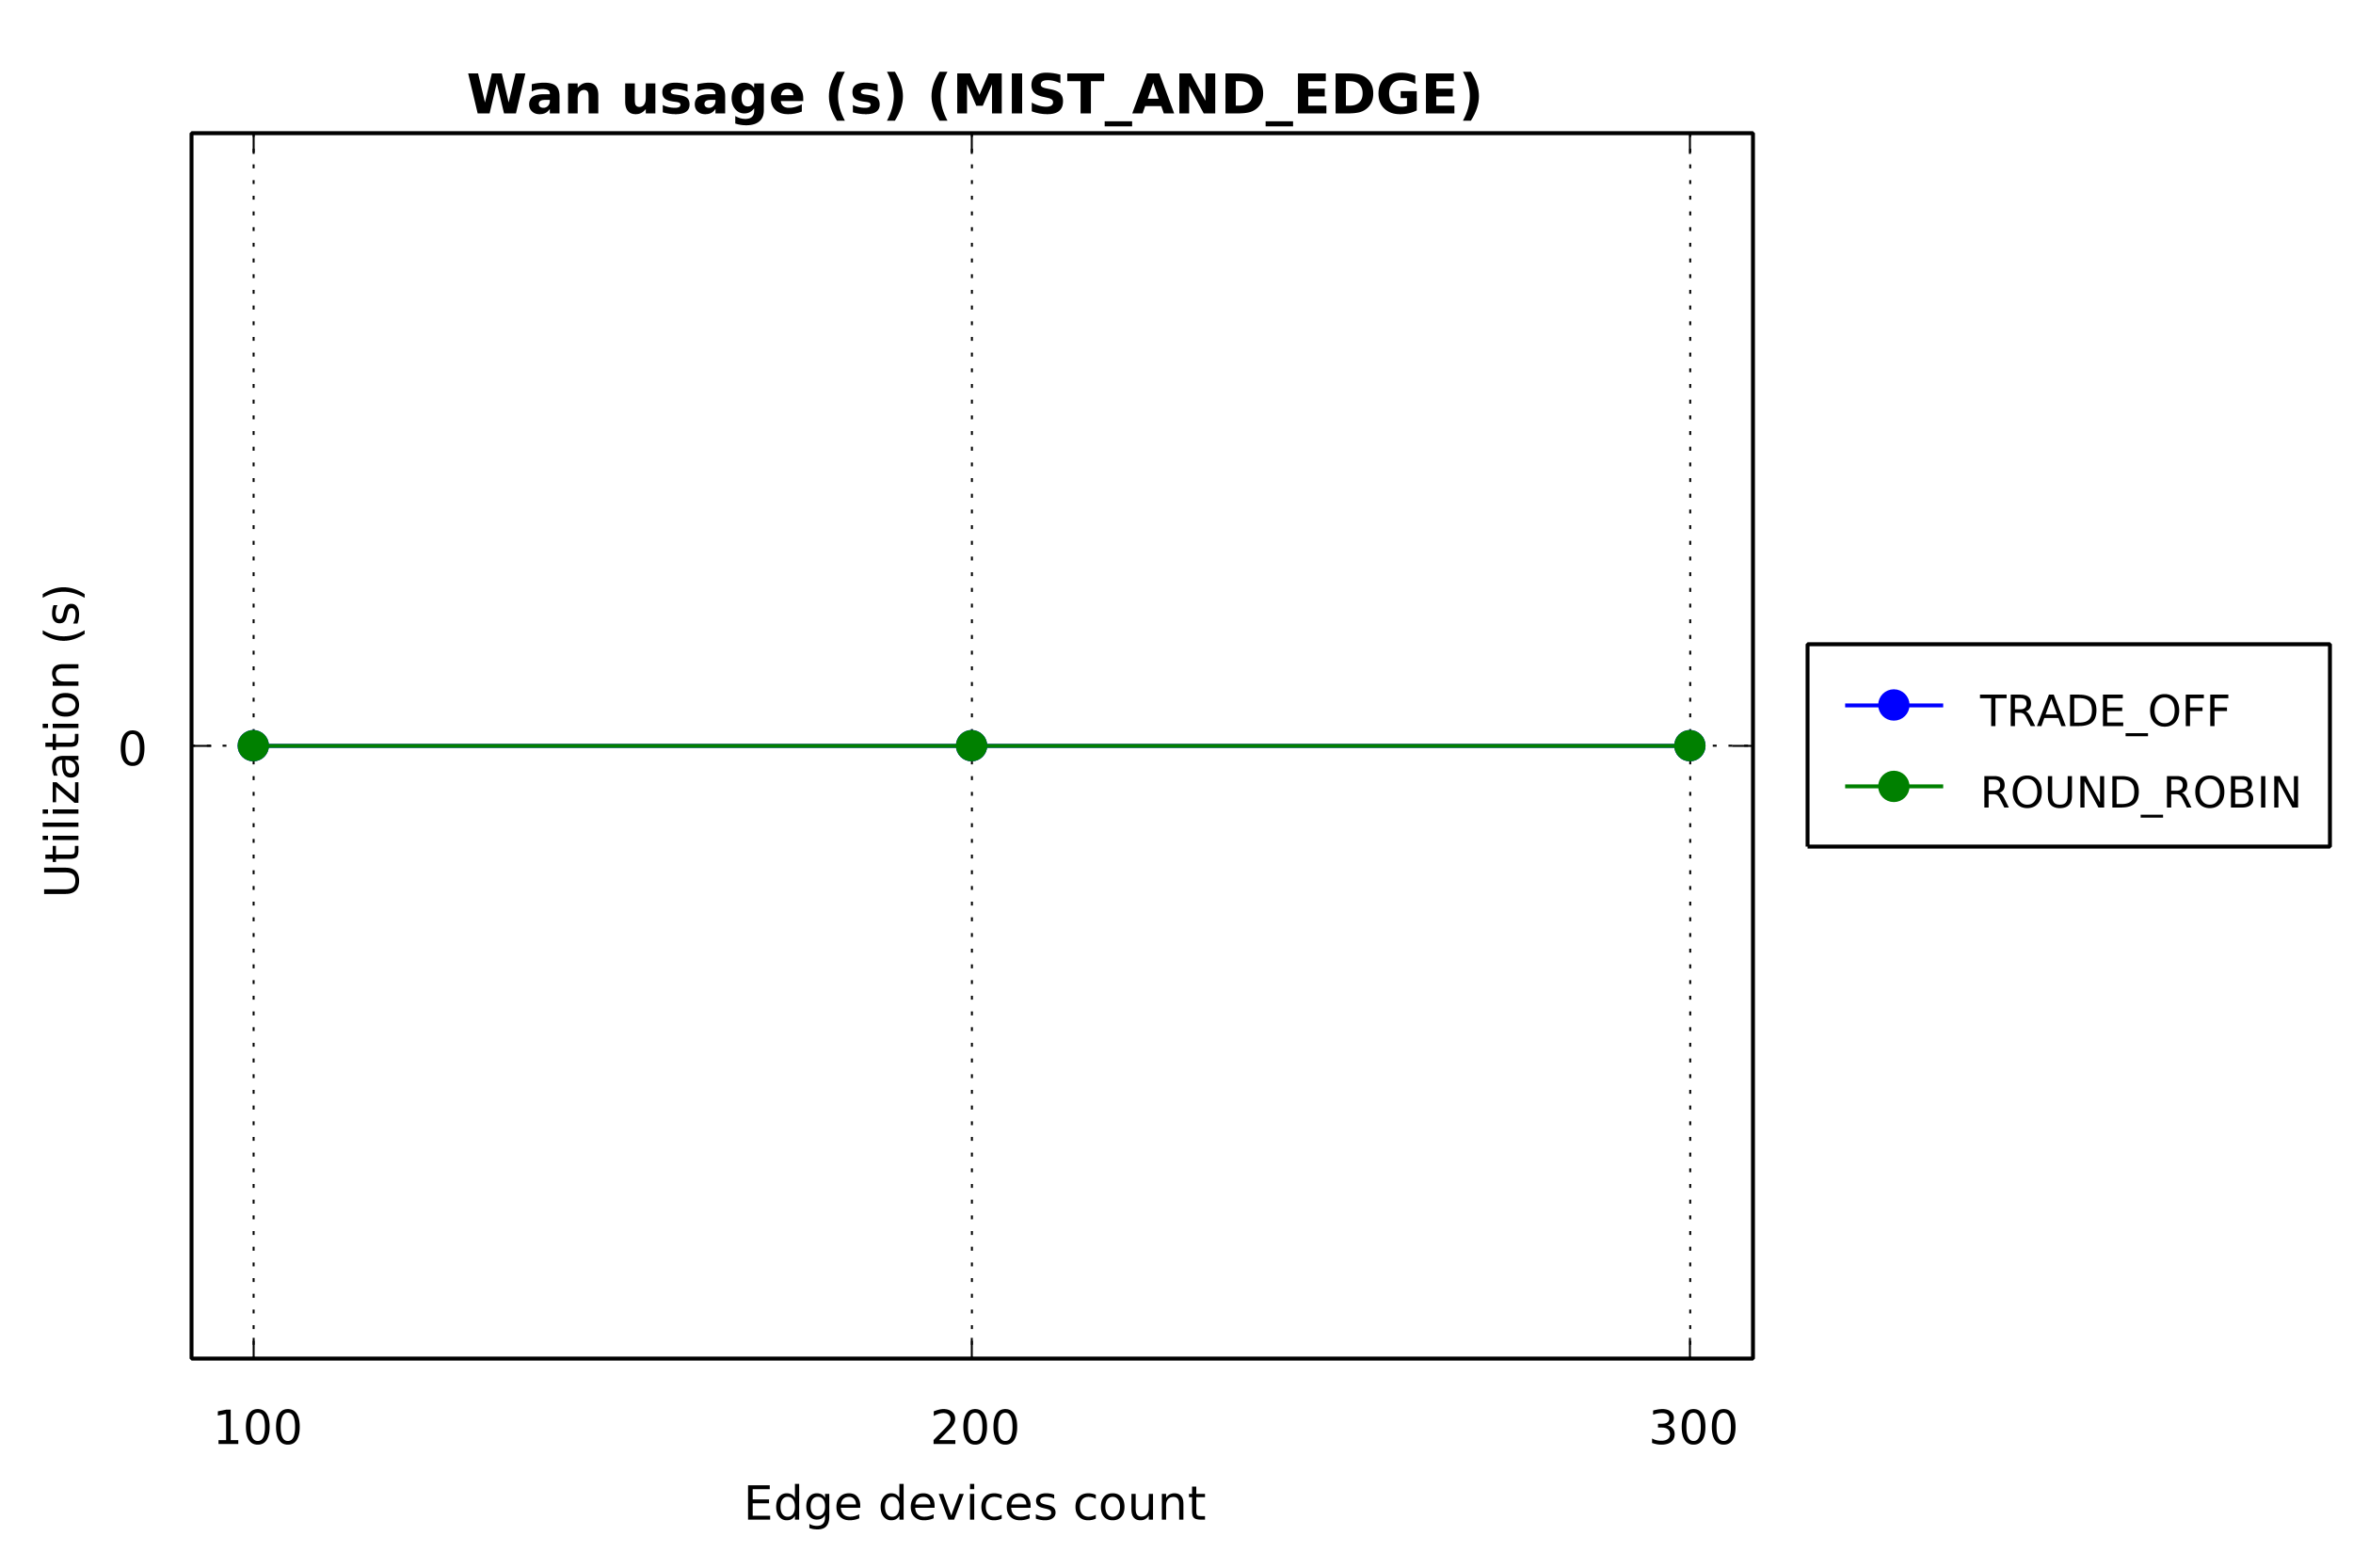 Wan usage (s) (MIST_AND_EDGE)
Utilization (s)
0
TRADE_OFF
ROUND_ROBIN
100 200 300
Edge devices count